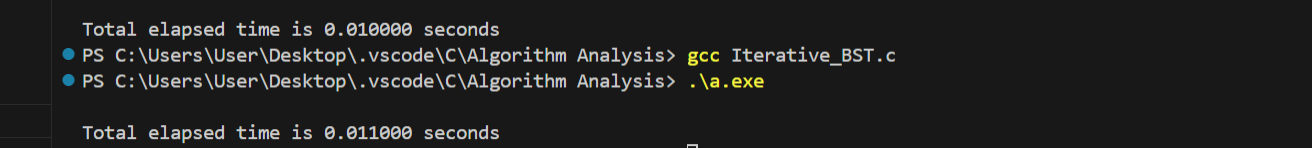 Total elapsed time is 0.010000 seconds
PS C:\Users\User\Desktop\.vscode\C\Algorithm Analysis> gcc Iterative_BST.c
PS C:\Users\User\Desktop\.vscode\C\Algorithm Analysis> .\a.exe
Total elapsed time is 0.011000 seconds